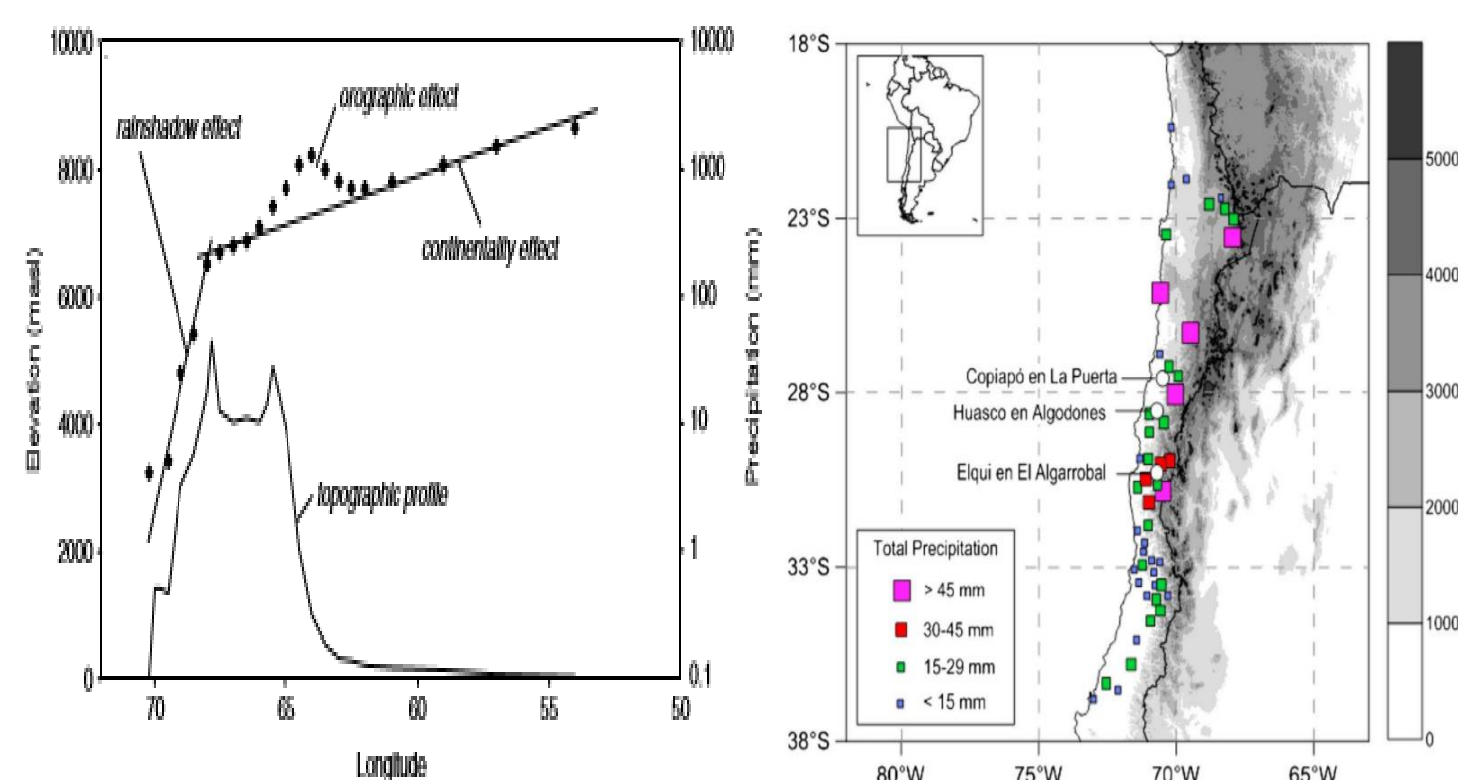 10000
8000
6000
4000
2000
0
Elevation (masl)
rainshadow effect
orographic effect
continentality effect
topographic profile
10000
1000
100
10
1
0.1
Precipitation (mm)
70
65
60
55
50
Longitude
18°S
23°S
28°S
33°S
38°S
Copiapó en La Puerta
Huasco en Algodones
Elqui en El Algarrobal
Total Precipitation
> 45 mm
30-45 mm
15-29 mm
< 15 mm
80°W
75°W
70°W
65°W
5000
4000
3000
2000
1000
0